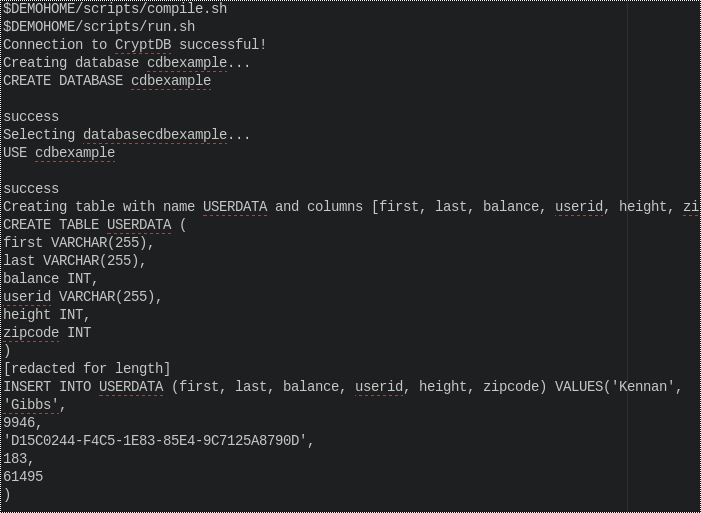 $DEMOHOME/scripts/compile.sh
$DEMOHOME/scripts/run.sh
Connection to CryptDB successful!
Creating database cdbexample...
CREATE DATABASE cdbexample
success
Selecting databasecdbexample...
USE cdbexample
success
Creating table with name USERDATA and columns [first, last, balance, userid, height, zi
CREATE TABLE USERDATA (
first VARCHAR(255),
last VARCHAR(255),
balance INT,
userid VARCHAR(255),
height INT,
zipcode INT
)
[redacted for length]
INSERT INTO USERDATA (first, last, balance, userid, height, zipcode) VALUES('Kennan',
'Gibbs',
9946,
'D15C0244-F4C5-1E83-85E4-9C7125A8790D',
183,
61495
)